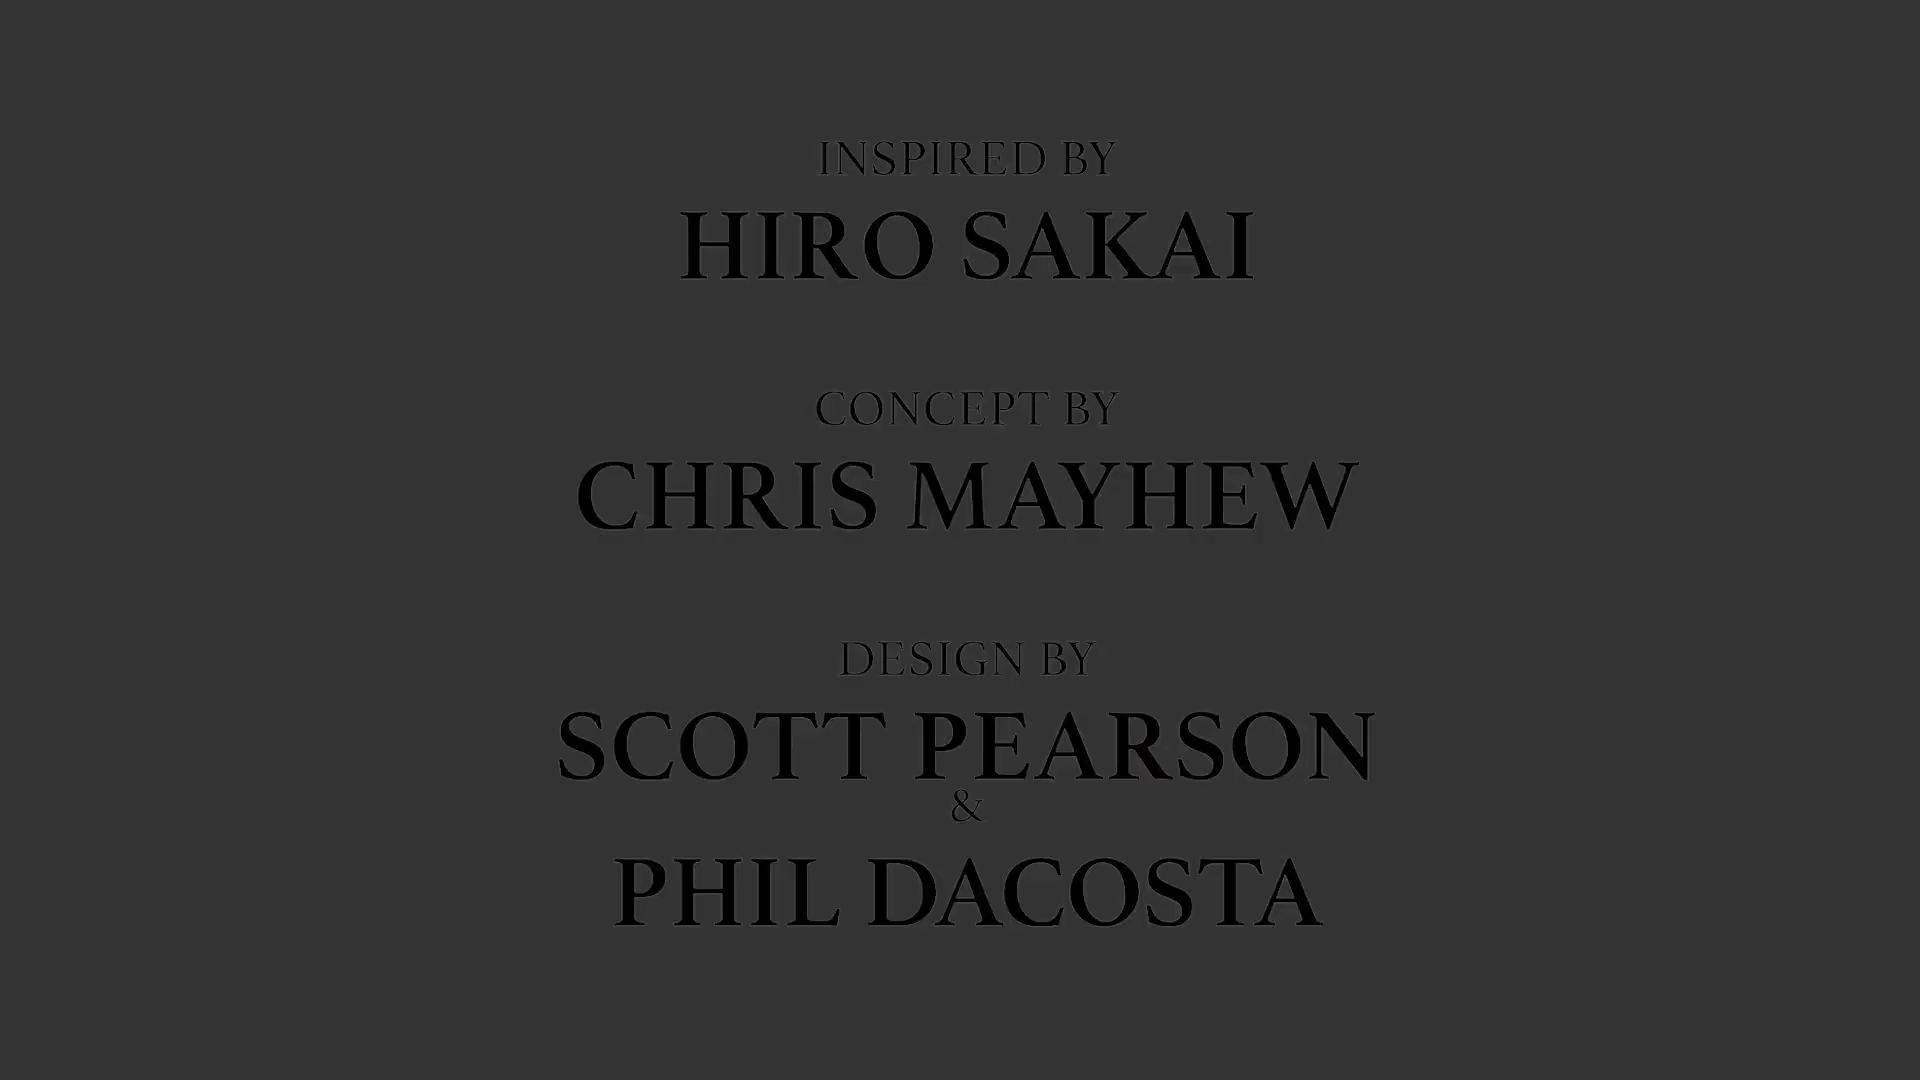 INSPIRED BY
HIRO SAKAI
CONCEPT BY
CHRIS MAYHEW
DESIGN BY
SCOTT PEARSON
&
PHIL DACOSTA